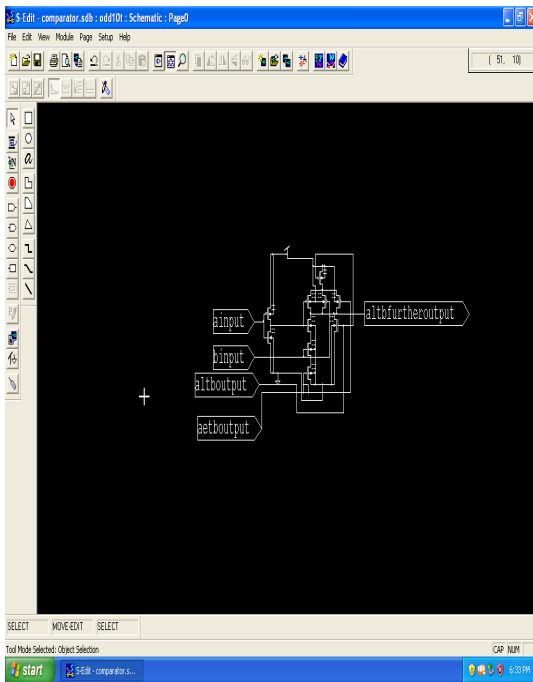 S-Edit - comparator.sdb : odd10t : Schematic : Page0
File Edit View Module Page Setup Help
( 51, 10)
ainput
altbfurtheroutput
binput
altboutput
aetboutput
SELECT MOVE-EDIT SELECT
Tool Mode Selected: Object Selection CAP NUM
start S-Edit - comparator.s... 6:33 PM